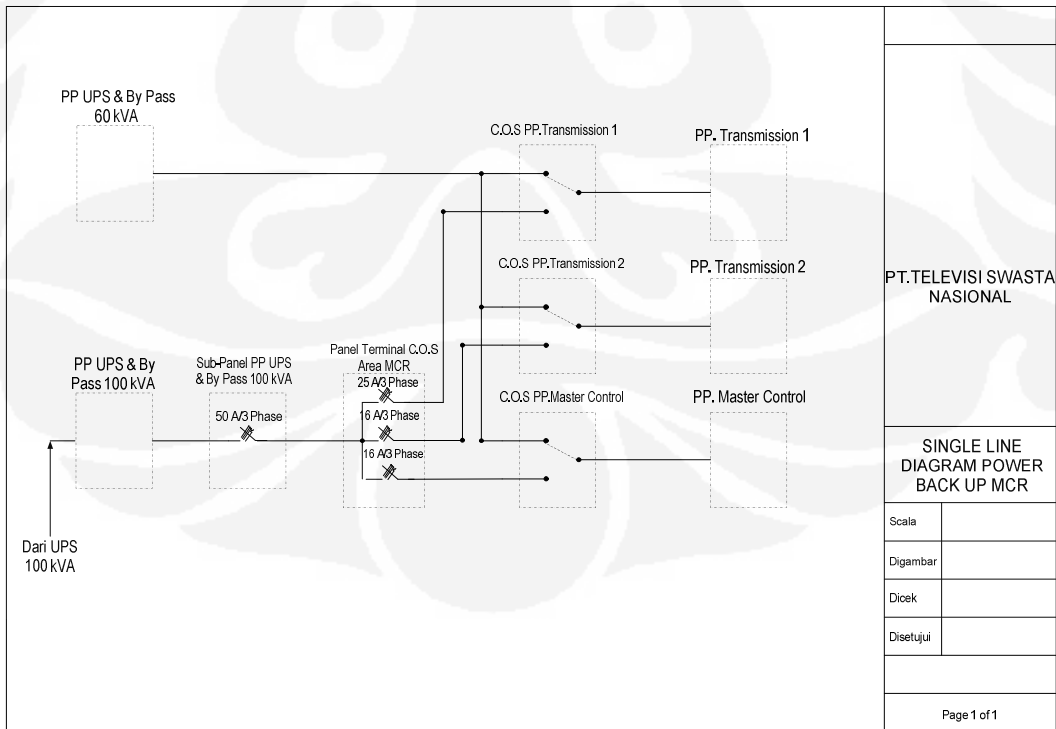 PP UPS & By Pass
60 kVA
C.O.S PP.Transmission 1
PP. Transmission 1
C.O.S PP.Transmission 2
PP. Transmission 2
PP UPS & By
Pass 100 kVA
Sub-Panel PP UPS
& By Pass 100 kVA
50 A/3 Phase
Panel Terminal C.O.S
Area MCR
25 A/3 Phase
16 A/3 Phase
16 A/3 Phase
C.O.S PP.Master Control
PP. Master Control
Dari UPS
100 kVA
PT.TELEVISI SWASTA
NASIONAL
SINGLE LINE
DIAGRAM POWER
BACK UP MCR
Scala
Digambar
Dicek
Disetujui
Page 1 of 1